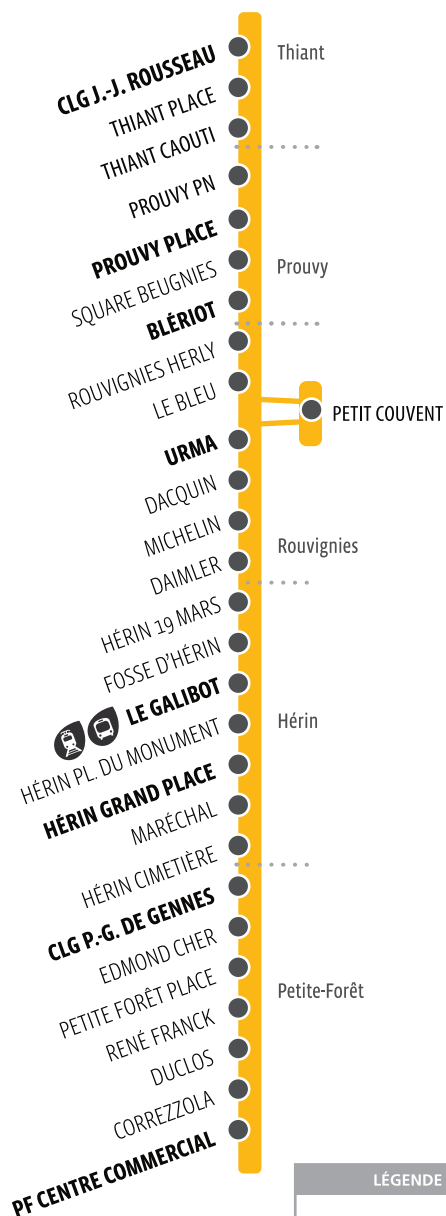 CLG J.-J. ROUSSEAU
Thiant
THIANT PLACE
THIANT CAOUTI
PROUVY PN
PROUVY PLACE
Prouvy
SQUARE BEUGNIES
BLÉRIOT
ROUVIGNIES HERLY
LE BLEU
PETIT COUVENT
URMA
DACQUIN
MICHELIN
Rouvignies
DAIMLER
HÉRIN 19 MARS
FOSSE D'HÉRIN
LE GALIBOT
Hérin
HÉRIN PL. DU MONUMENT
HÉRIN GRAND PLACE
MARÉCHAL
HÉRIN CIMETIÈRE
CLG P.-G. DE GENNES
EDMOND CHER
PETITE FORÊT PLACE
Petite-Forêt
RENÉ FRANCK
DUCLOS
CORREZZOLA
PF CENTRE COMMERCIAL
LÉGENDE